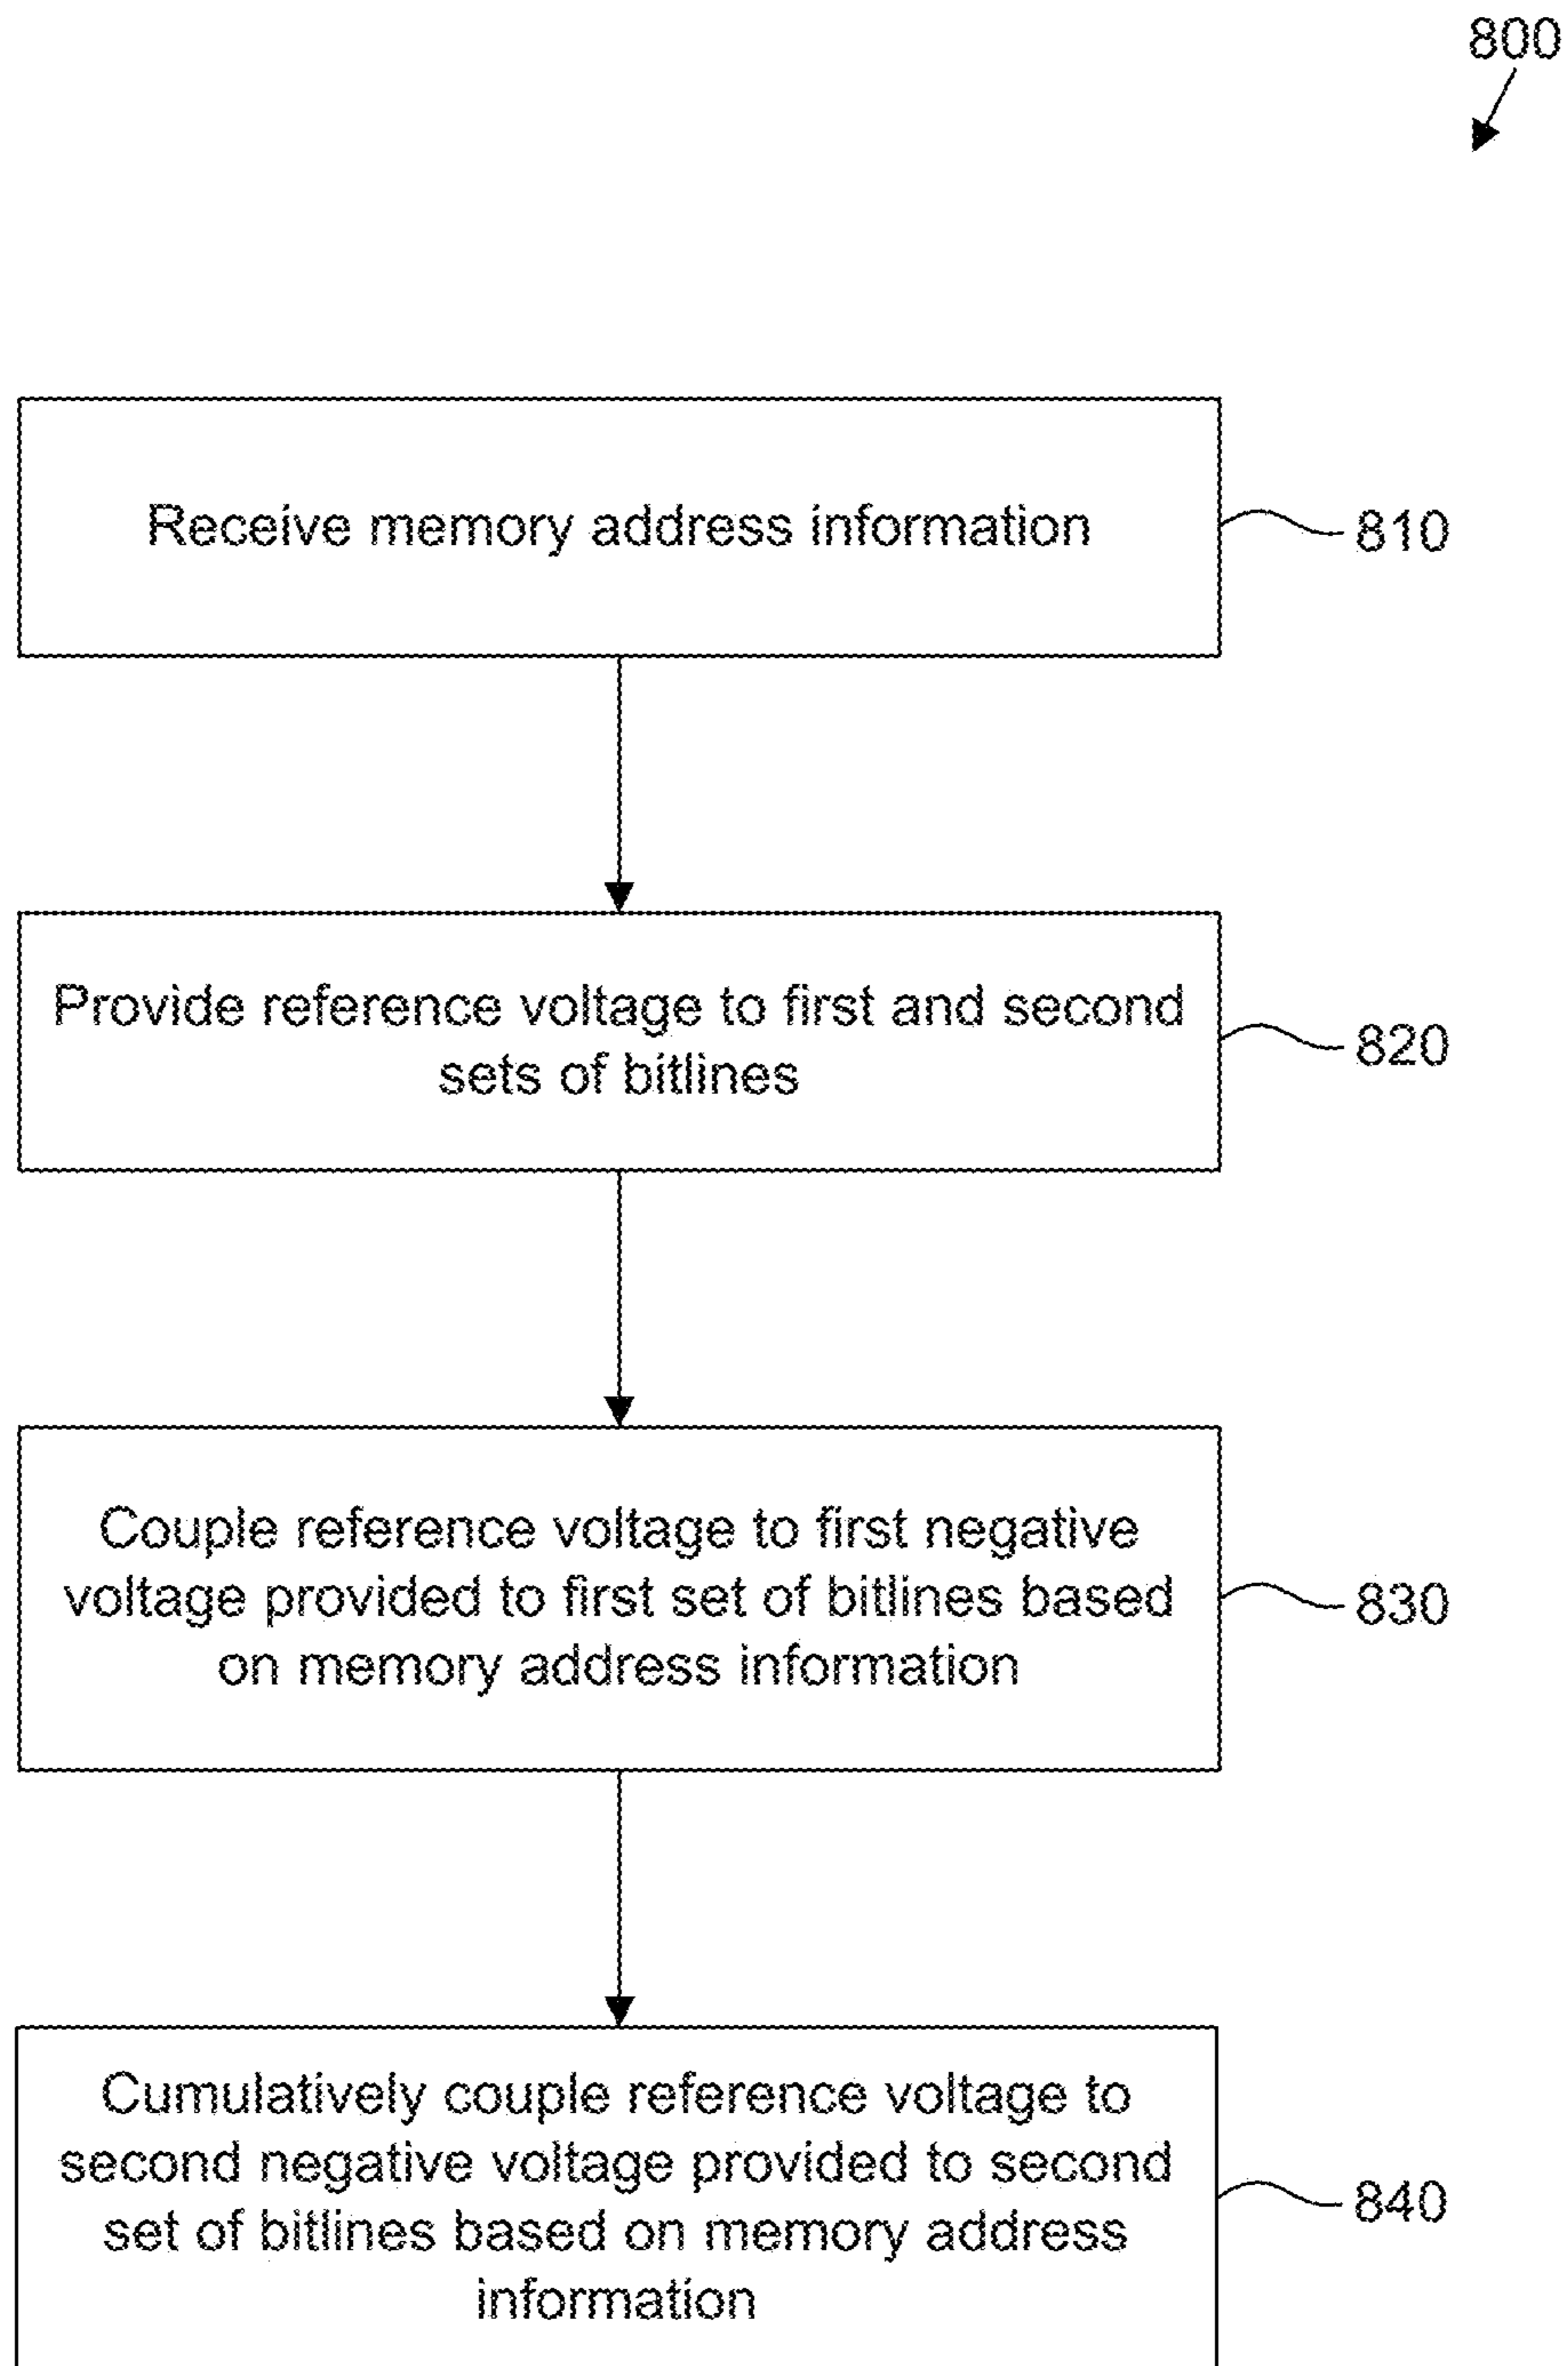 800
Receive memory address information
810
Provide reference voltage to first and second
sets of bitlines
820
Couple reference voltage to first negative
voltage provided to first set of bitlines based
on memory address information
830
Cumulatively couple reference voltage to
second negative voltage provided to second
set of bitlines based on memory address
information
840